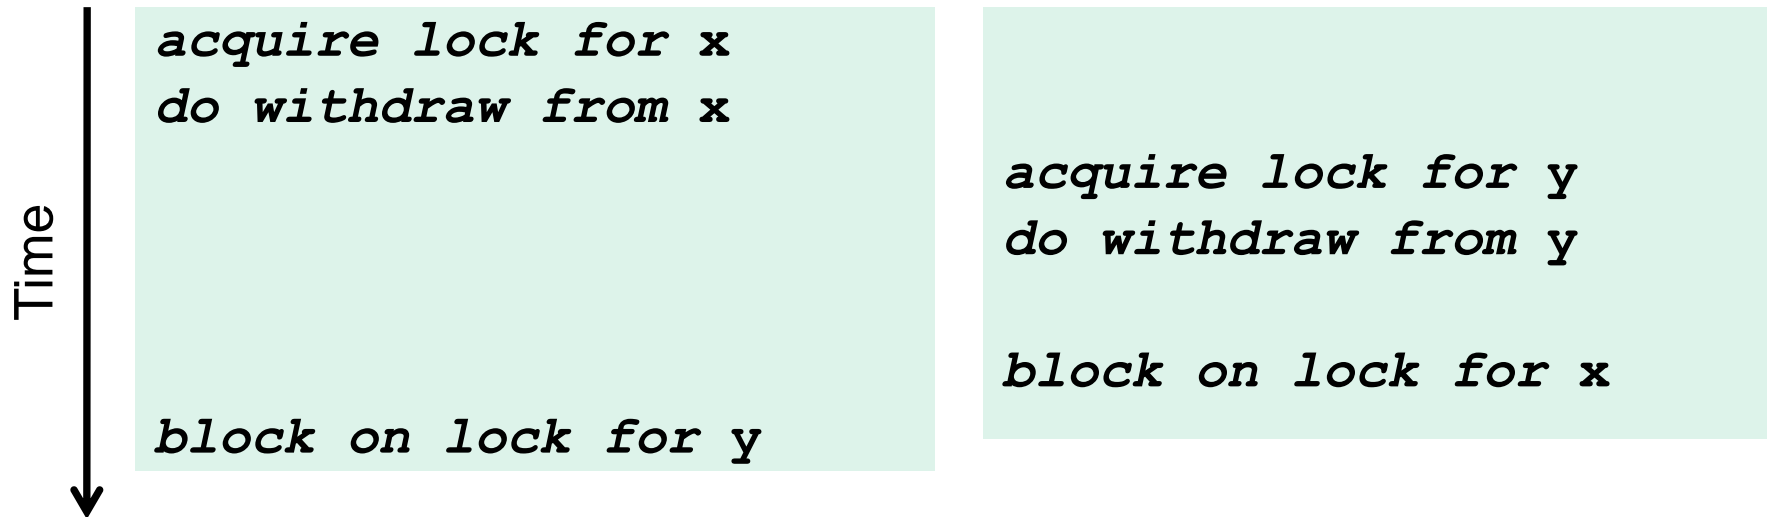 Time
acquire lock for x
do withdraw from x
block on lock for y
acquire lock for y
do withdraw from y
block on lock for x